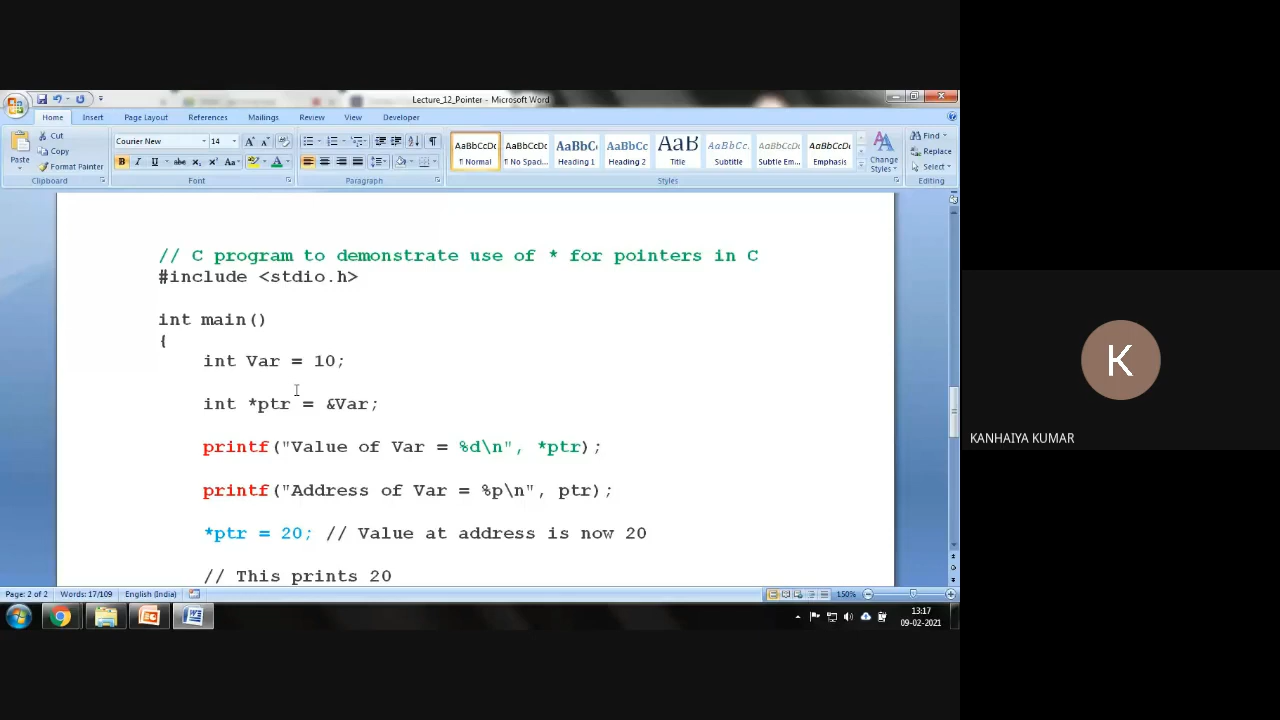 Lecture_12_Pointer - Microsoft Word
Home Insert Page Layout References Mailings Review View Developer
Paste
Cut
Copy
Format Painter
Clipboard
Courier New 14
Font
Paragraph
AaBbCcDc AaBbCcDc AaBbC AaBbCc AaB AaBbCc. AaBbCcDc AaBbCcDc
¶ Normal ¶ No Spaci... Heading 1 Heading 2 Title Subtitle Subtle Em... Emphasis
Styles
Change Styles
Find
Replace
Select
Editing
// C program to demonstrate use of * for pointers in C
#include <stdio.h>
int main()
{
int Var = 10;
int *ptr = &Var;
printf("Value of Var = %d\n", *ptr);
printf("Address of Var = %p\n", ptr);
*ptr = 20; // Value at address is now 20
// This prints 20
Page: 2 of 2 Words: 17/109 English (India) 150%
13:17
09-02-2021
K
KANHAIYA KUMAR